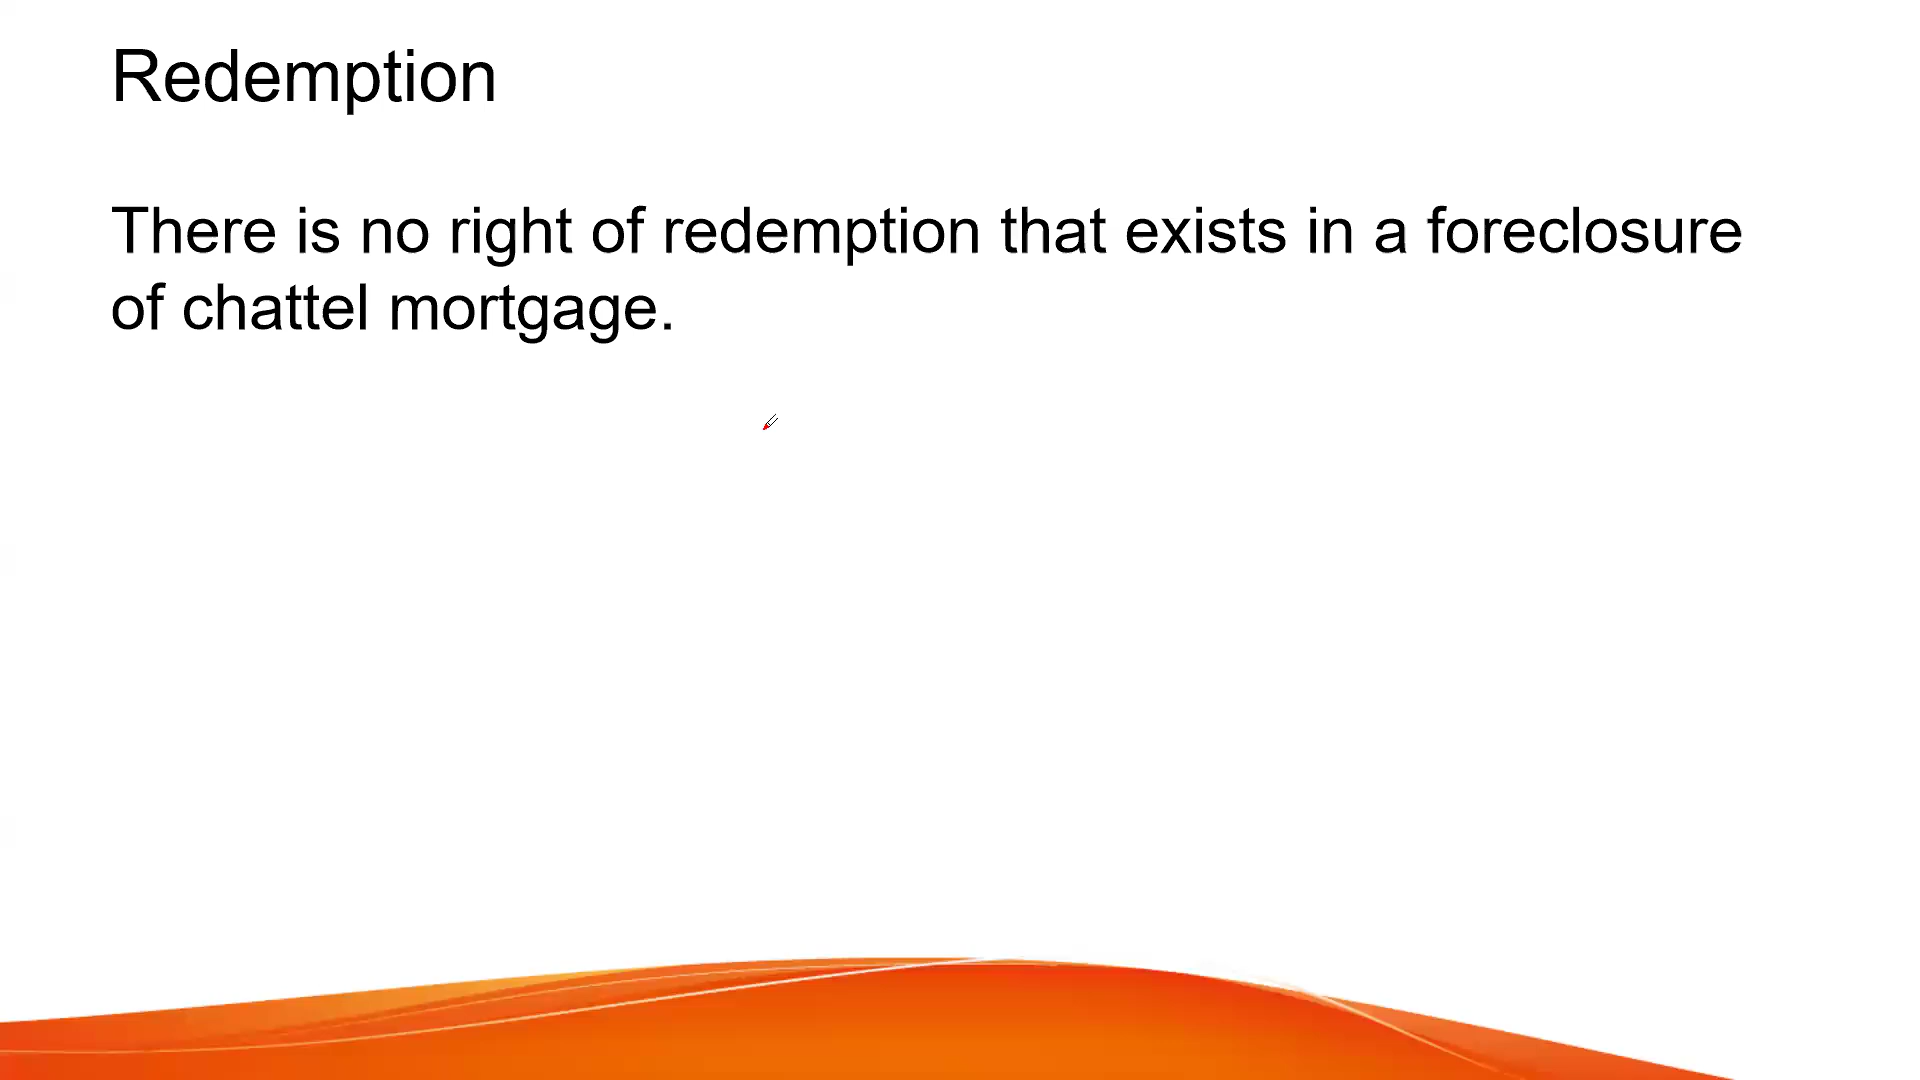 Redemption
There is no right of redemption that exists in a foreclosure
of chattel mortgage.